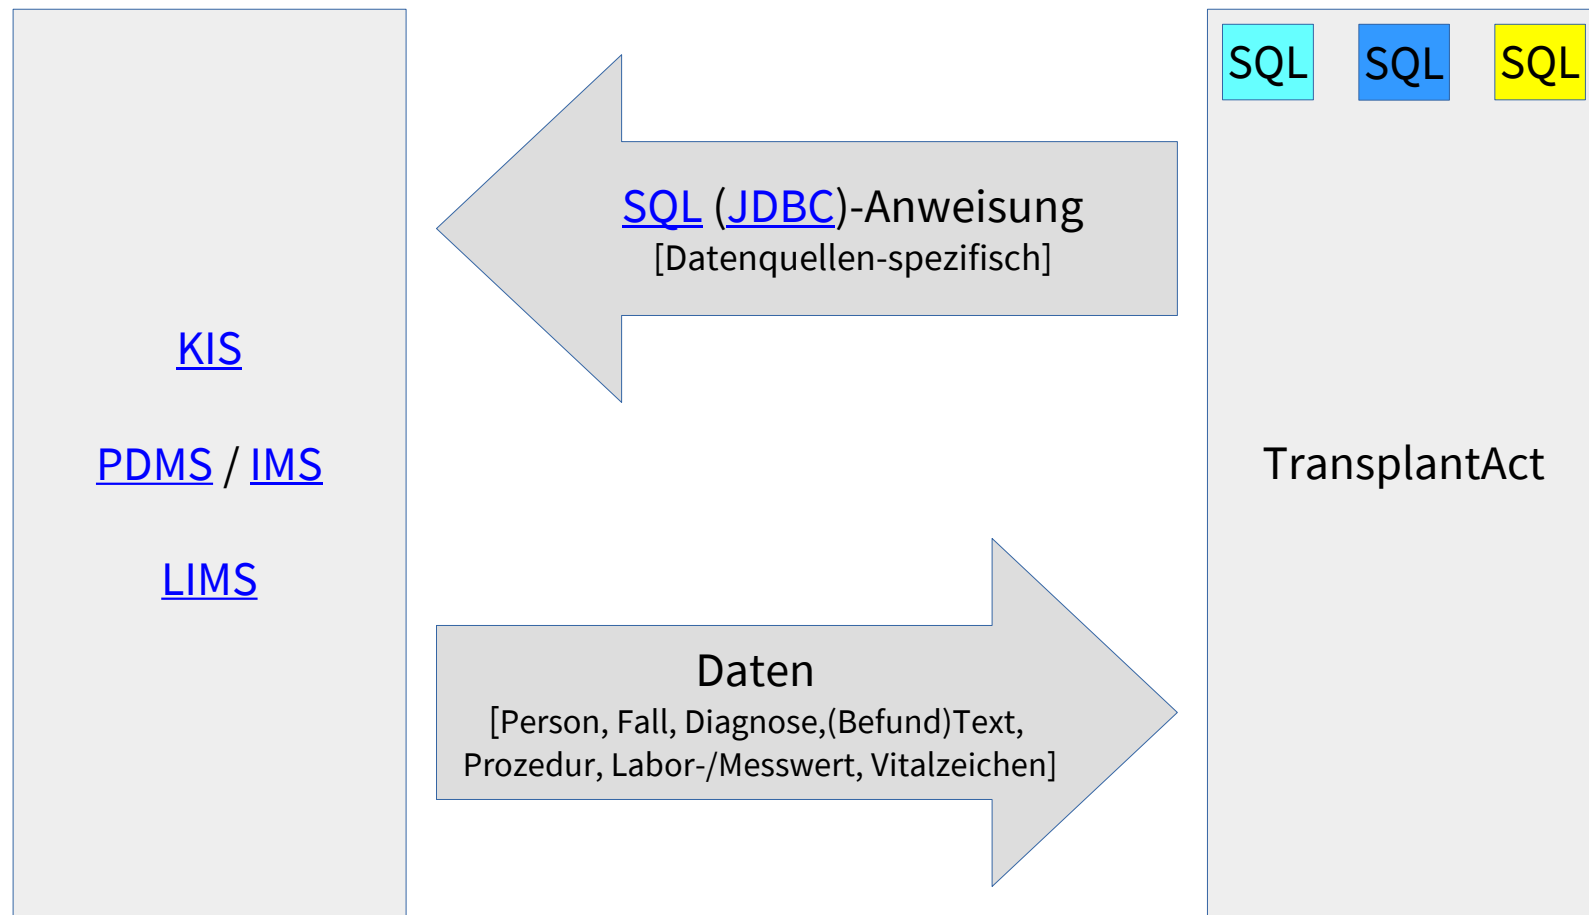 KIS
PDMS / IMS
LIMS
SQL (JDBC)-Anweisung
[Datenquellen-spezifisch]
Daten
[Person, Fall, Diagnose,(Befund)Text,
Prozedur, Labor-/Messwert, Vitalzeichen]
SQL SQL SQL
TransplantAct